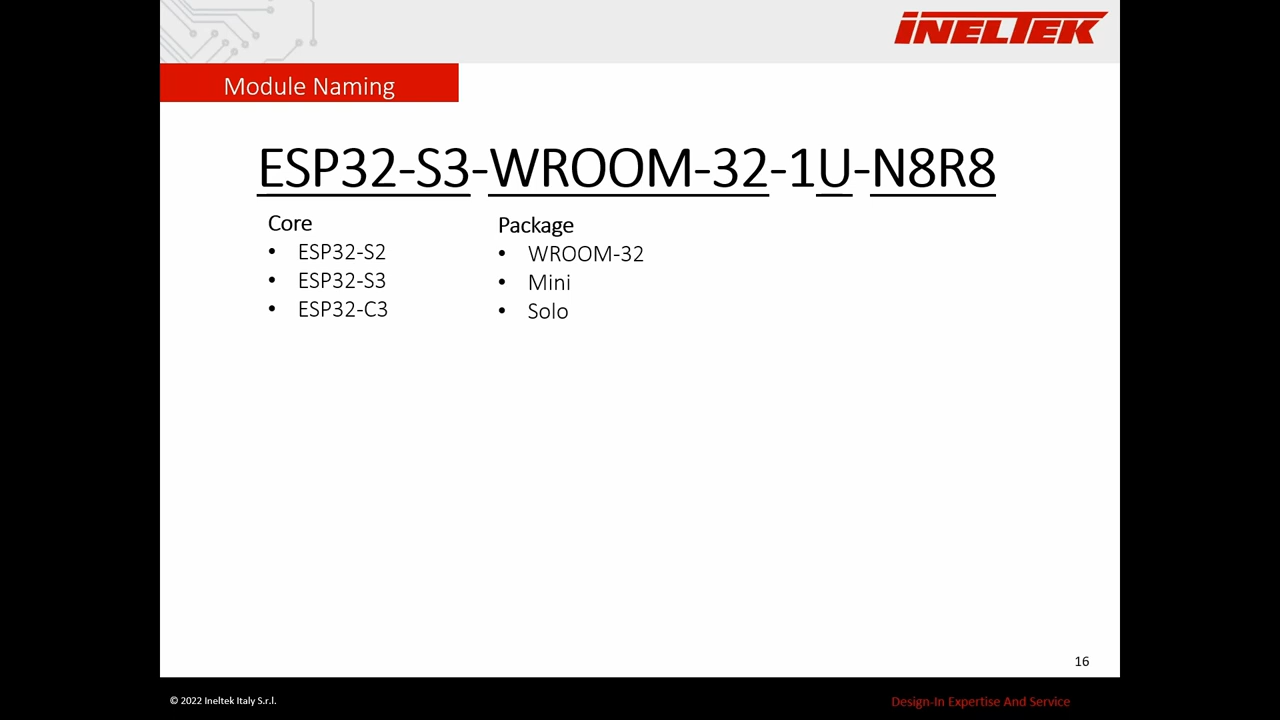 iNELTEK
Module Naming
ESP32-S3-WROOM-32-1U-N8R8
Core
• ESP32-S2
• ESP32-S3
• ESP32-C3
Package
• WROOM-32
• Mini
• Solo
16
© 2022 Ineltek Italy S.r.l.
Design-In Expertise And Service